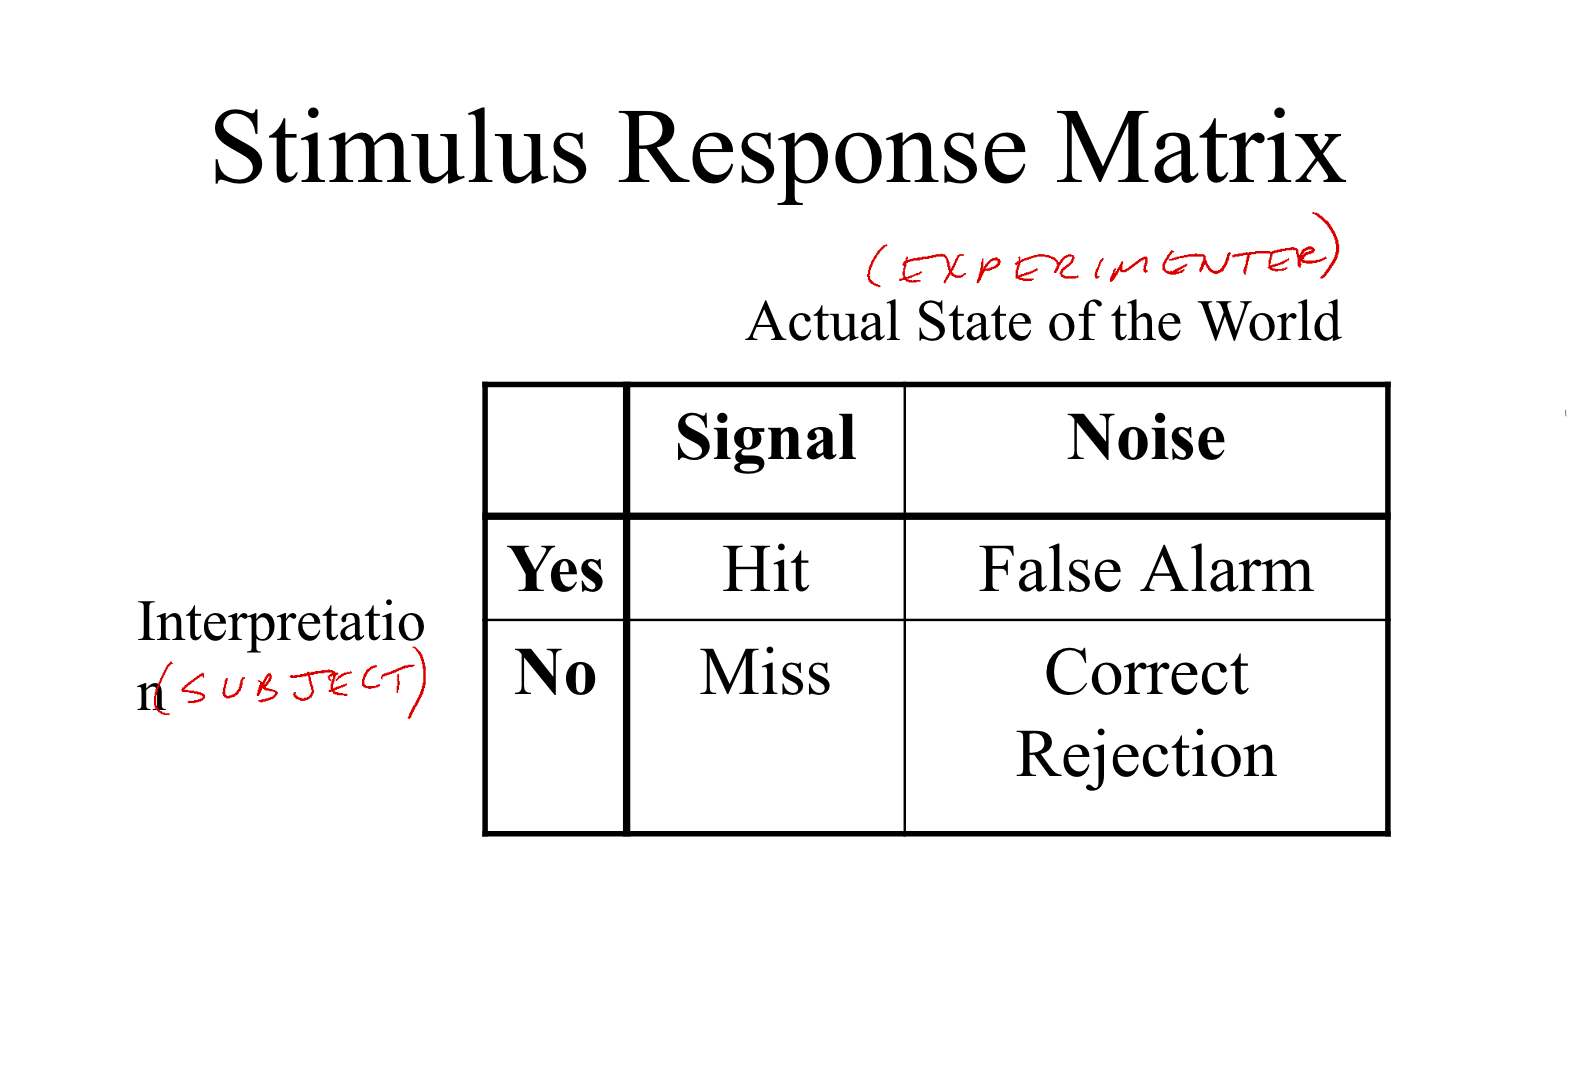 Stimulus Response Matrix
(EXPERIMENTER)
Actual State of the World
Signal Noise
Yes Hit False Alarm
Interpretatio
n (SUBJECT)
No Miss Correct
Rejection